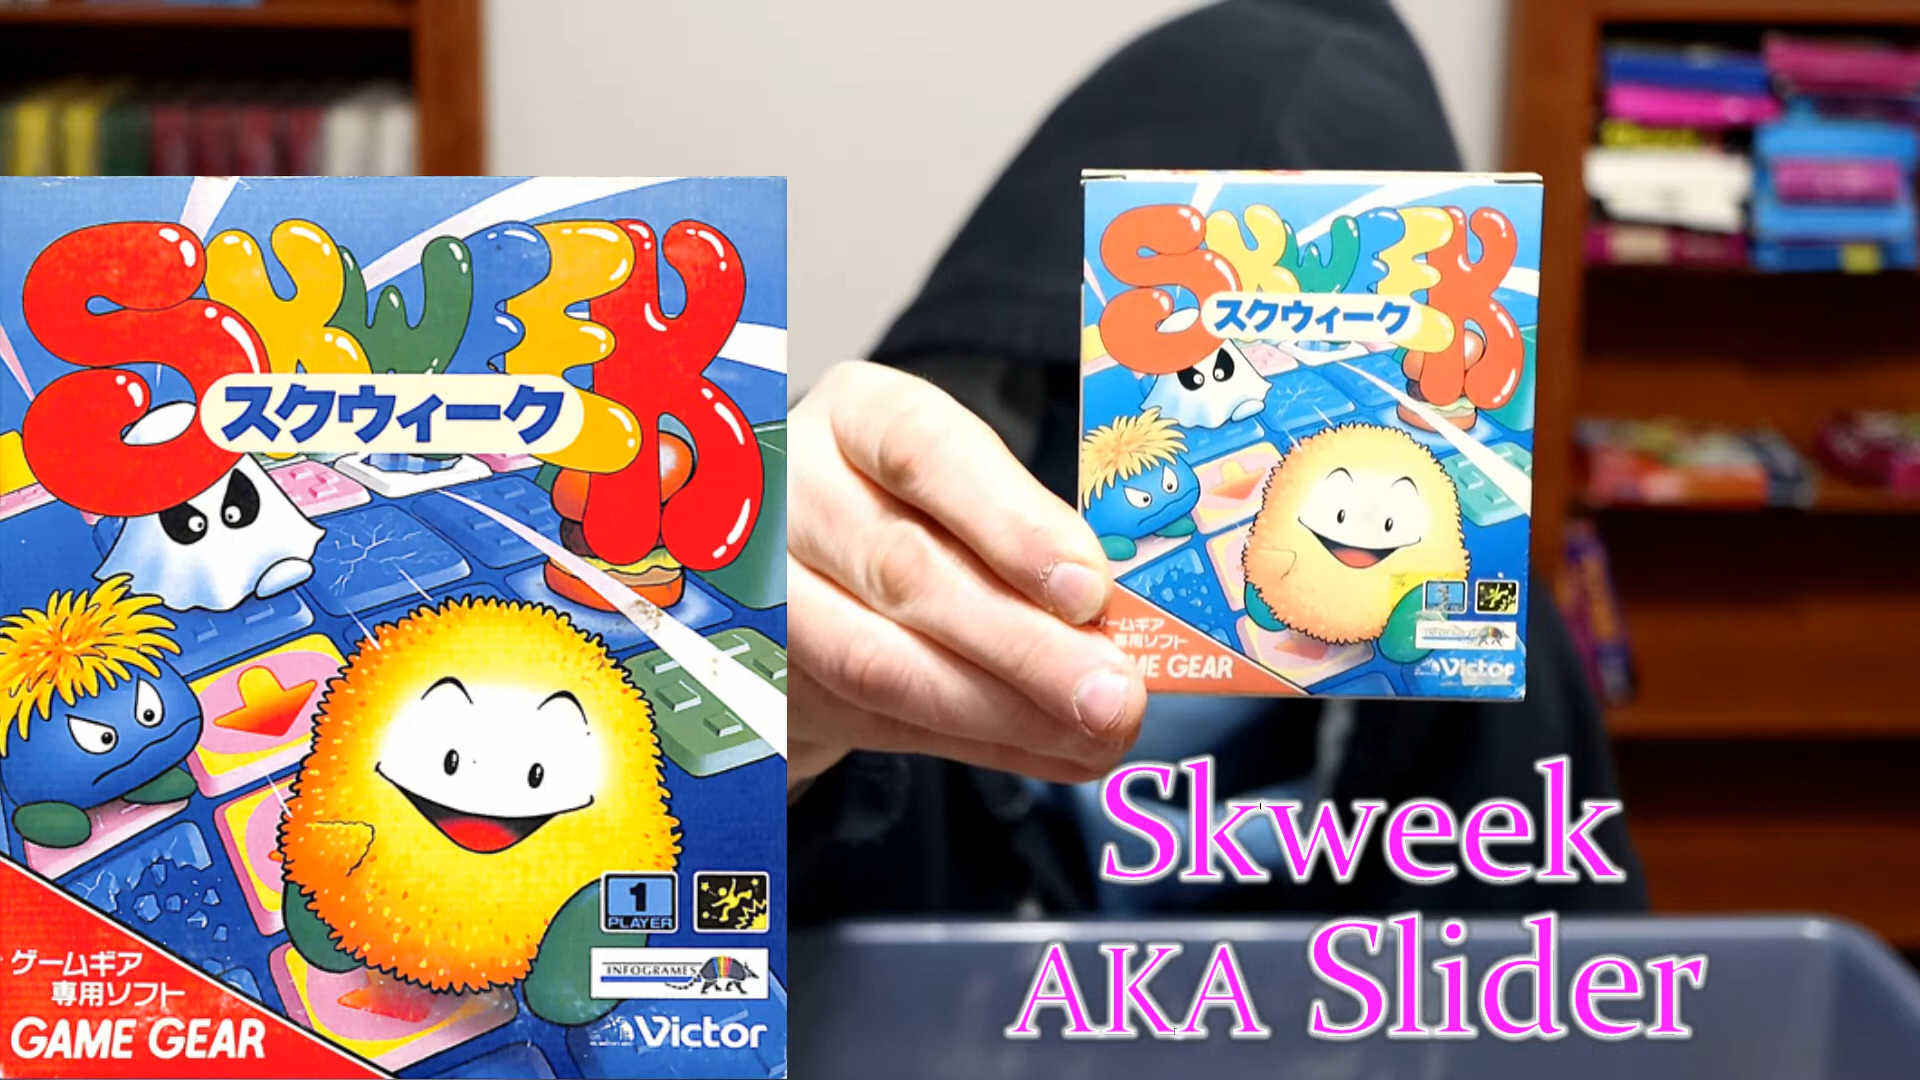 SKWEEK
スクウィーク
1
PLAYER
INFOGRAMES
ゲームギア
専用ソフト
GAME GEAR
Victor
SKWEEK
スクウィーク
ームギア
専用ソフト
ME GEAR
Victor
Skweek
AKA Slider